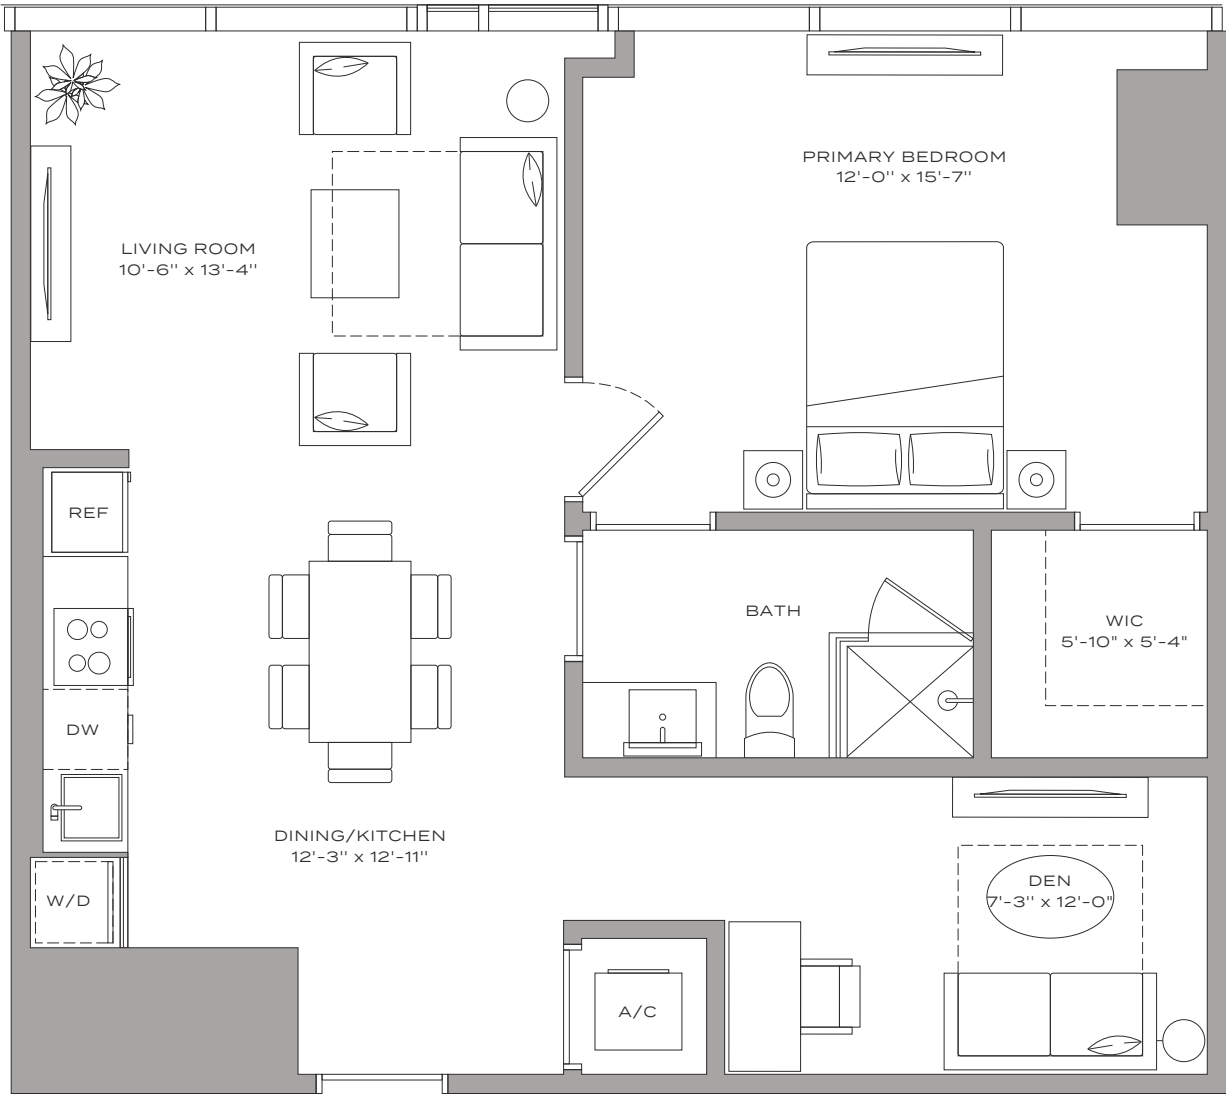 PRIMARY BEDROOM
12'-0" x 15'-7"
LIVING ROOM
10'-6" x 13'-4"
REF
BATH
WIC
5'-10" x 5'-4"
DW
DINING/KITCHEN
12'-3" x 12'-11"
W/D
DEN
7'-3" x 12'-0"
A/C